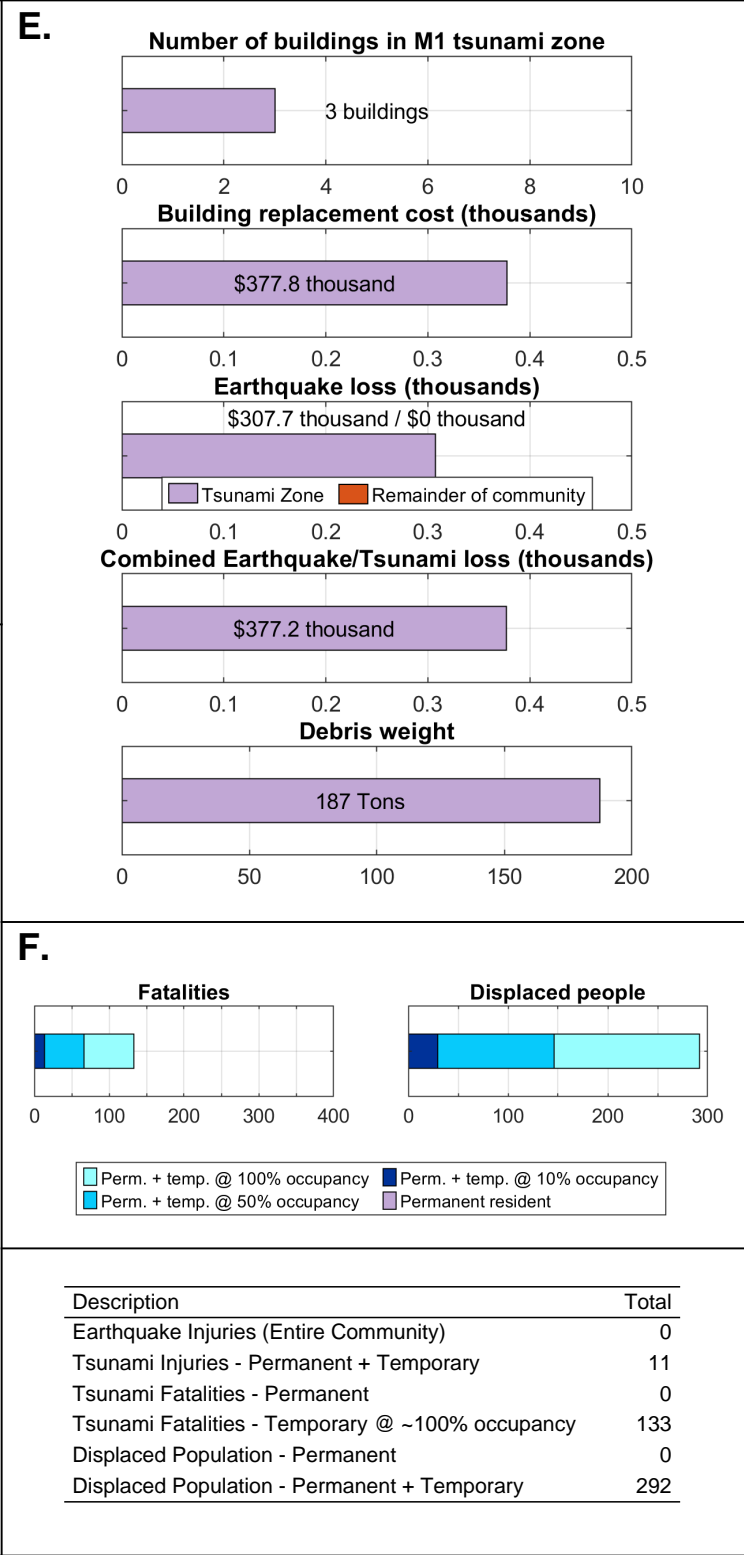 E.
Number of buildings in M1 tsunami zone
3 buildings
0 2 4 6 8 10
Building replacement cost (thousands)
$377.8 thousand
0 0.1 0.2 0.3 0.4 0.5
Earthquake loss (thousands)
$307.7 thousand / $0 thousand
Tsunami Zone Remainder of community
0 0.1 0.2 0.3 0.4 0.5
Combined Earthquake/Tsunami loss (thousands)
$377.2 thousand
0 0.1 0.2 0.3 0.4 0.5
Debris weight
187 Tons
0 50 100 150 200
F.
Fatalities Displaced people
0 100 200 300 400 0 100 200 300
Perm. + temp. @ 100% occupancy Perm. + temp. @ 10% occupancy
Perm. + temp. @ 50% occupancy Permanent resident
Description Total
Earthquake Injuries (Entire Community) 0
Tsunami Injuries - Permanent + Temporary 11
Tsunami Fatalities - Permanent 0
Tsunami Fatalities - Temporary @ ~100% occupancy 133
Displaced Population - Permanent 0
Displaced Population - Permanent + Temporary 292